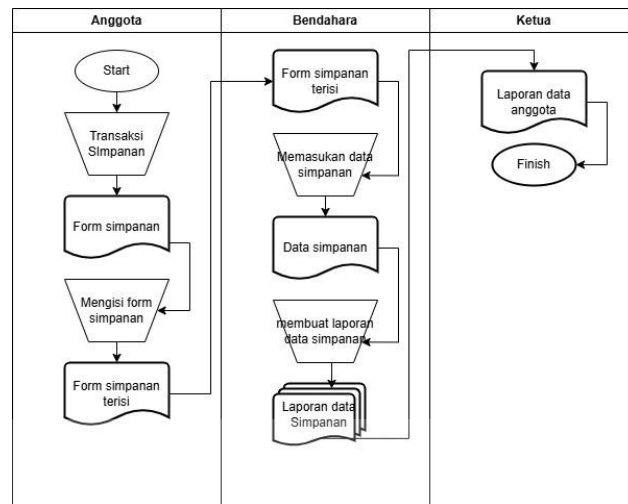 Anggota
Bendahara
Ketua
Start
Transaksi
SImpanan
Form simpanan
Mengisi form
simpanan
Form simpanan
terisi
Form simpanan
terisi
Memasukan data
simpanan
Data simpanan
membuat laporan
data simpanan
Laporan data
Simpanan
Laporan data
anggota
Finish